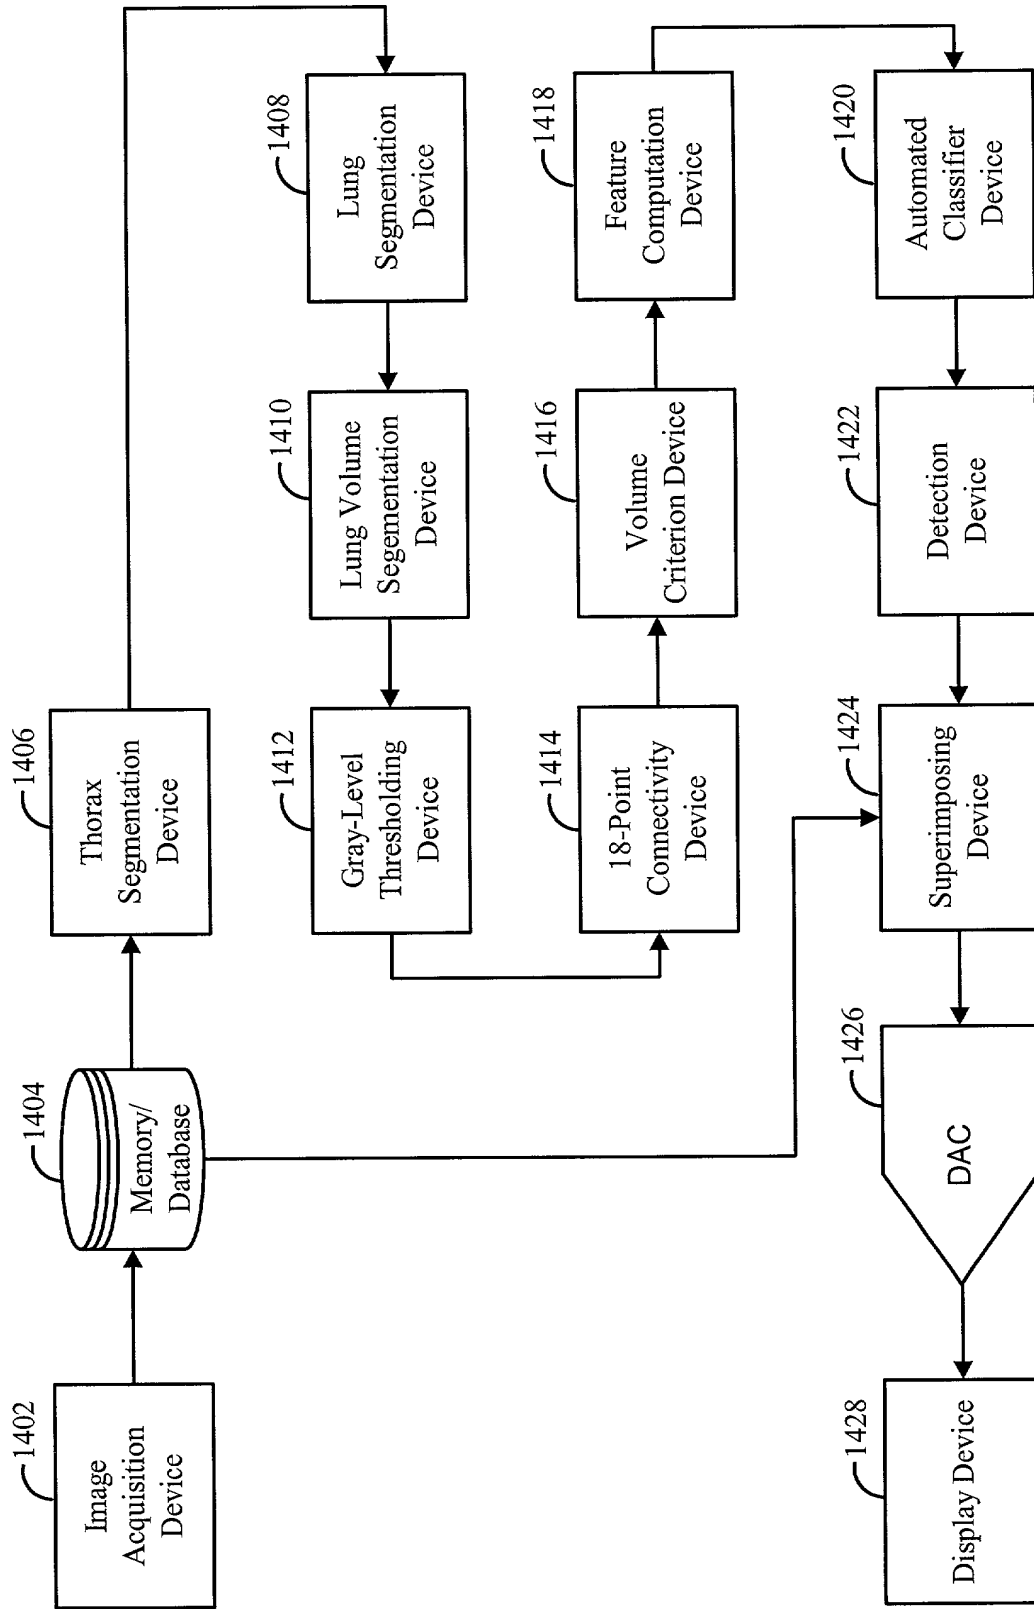 1402
Image
Acquisition
Device
1404
Memory/
Database
1406
Thorax
Segmentation
Device
1408
Lung
Segmentation
Device
1410
Lung Volume
Segementation
Device
1412
Gray-Level
Thresholding
Device
1414
18-Point
Connectivity
Device
1416
Volume
Criterion Device
1418
Feature
Computation
Device
1420
Automated
Classifier
Device
1422
Detection
Device
1424
Superimposing
Device
1426
DAC
1428
Display Device